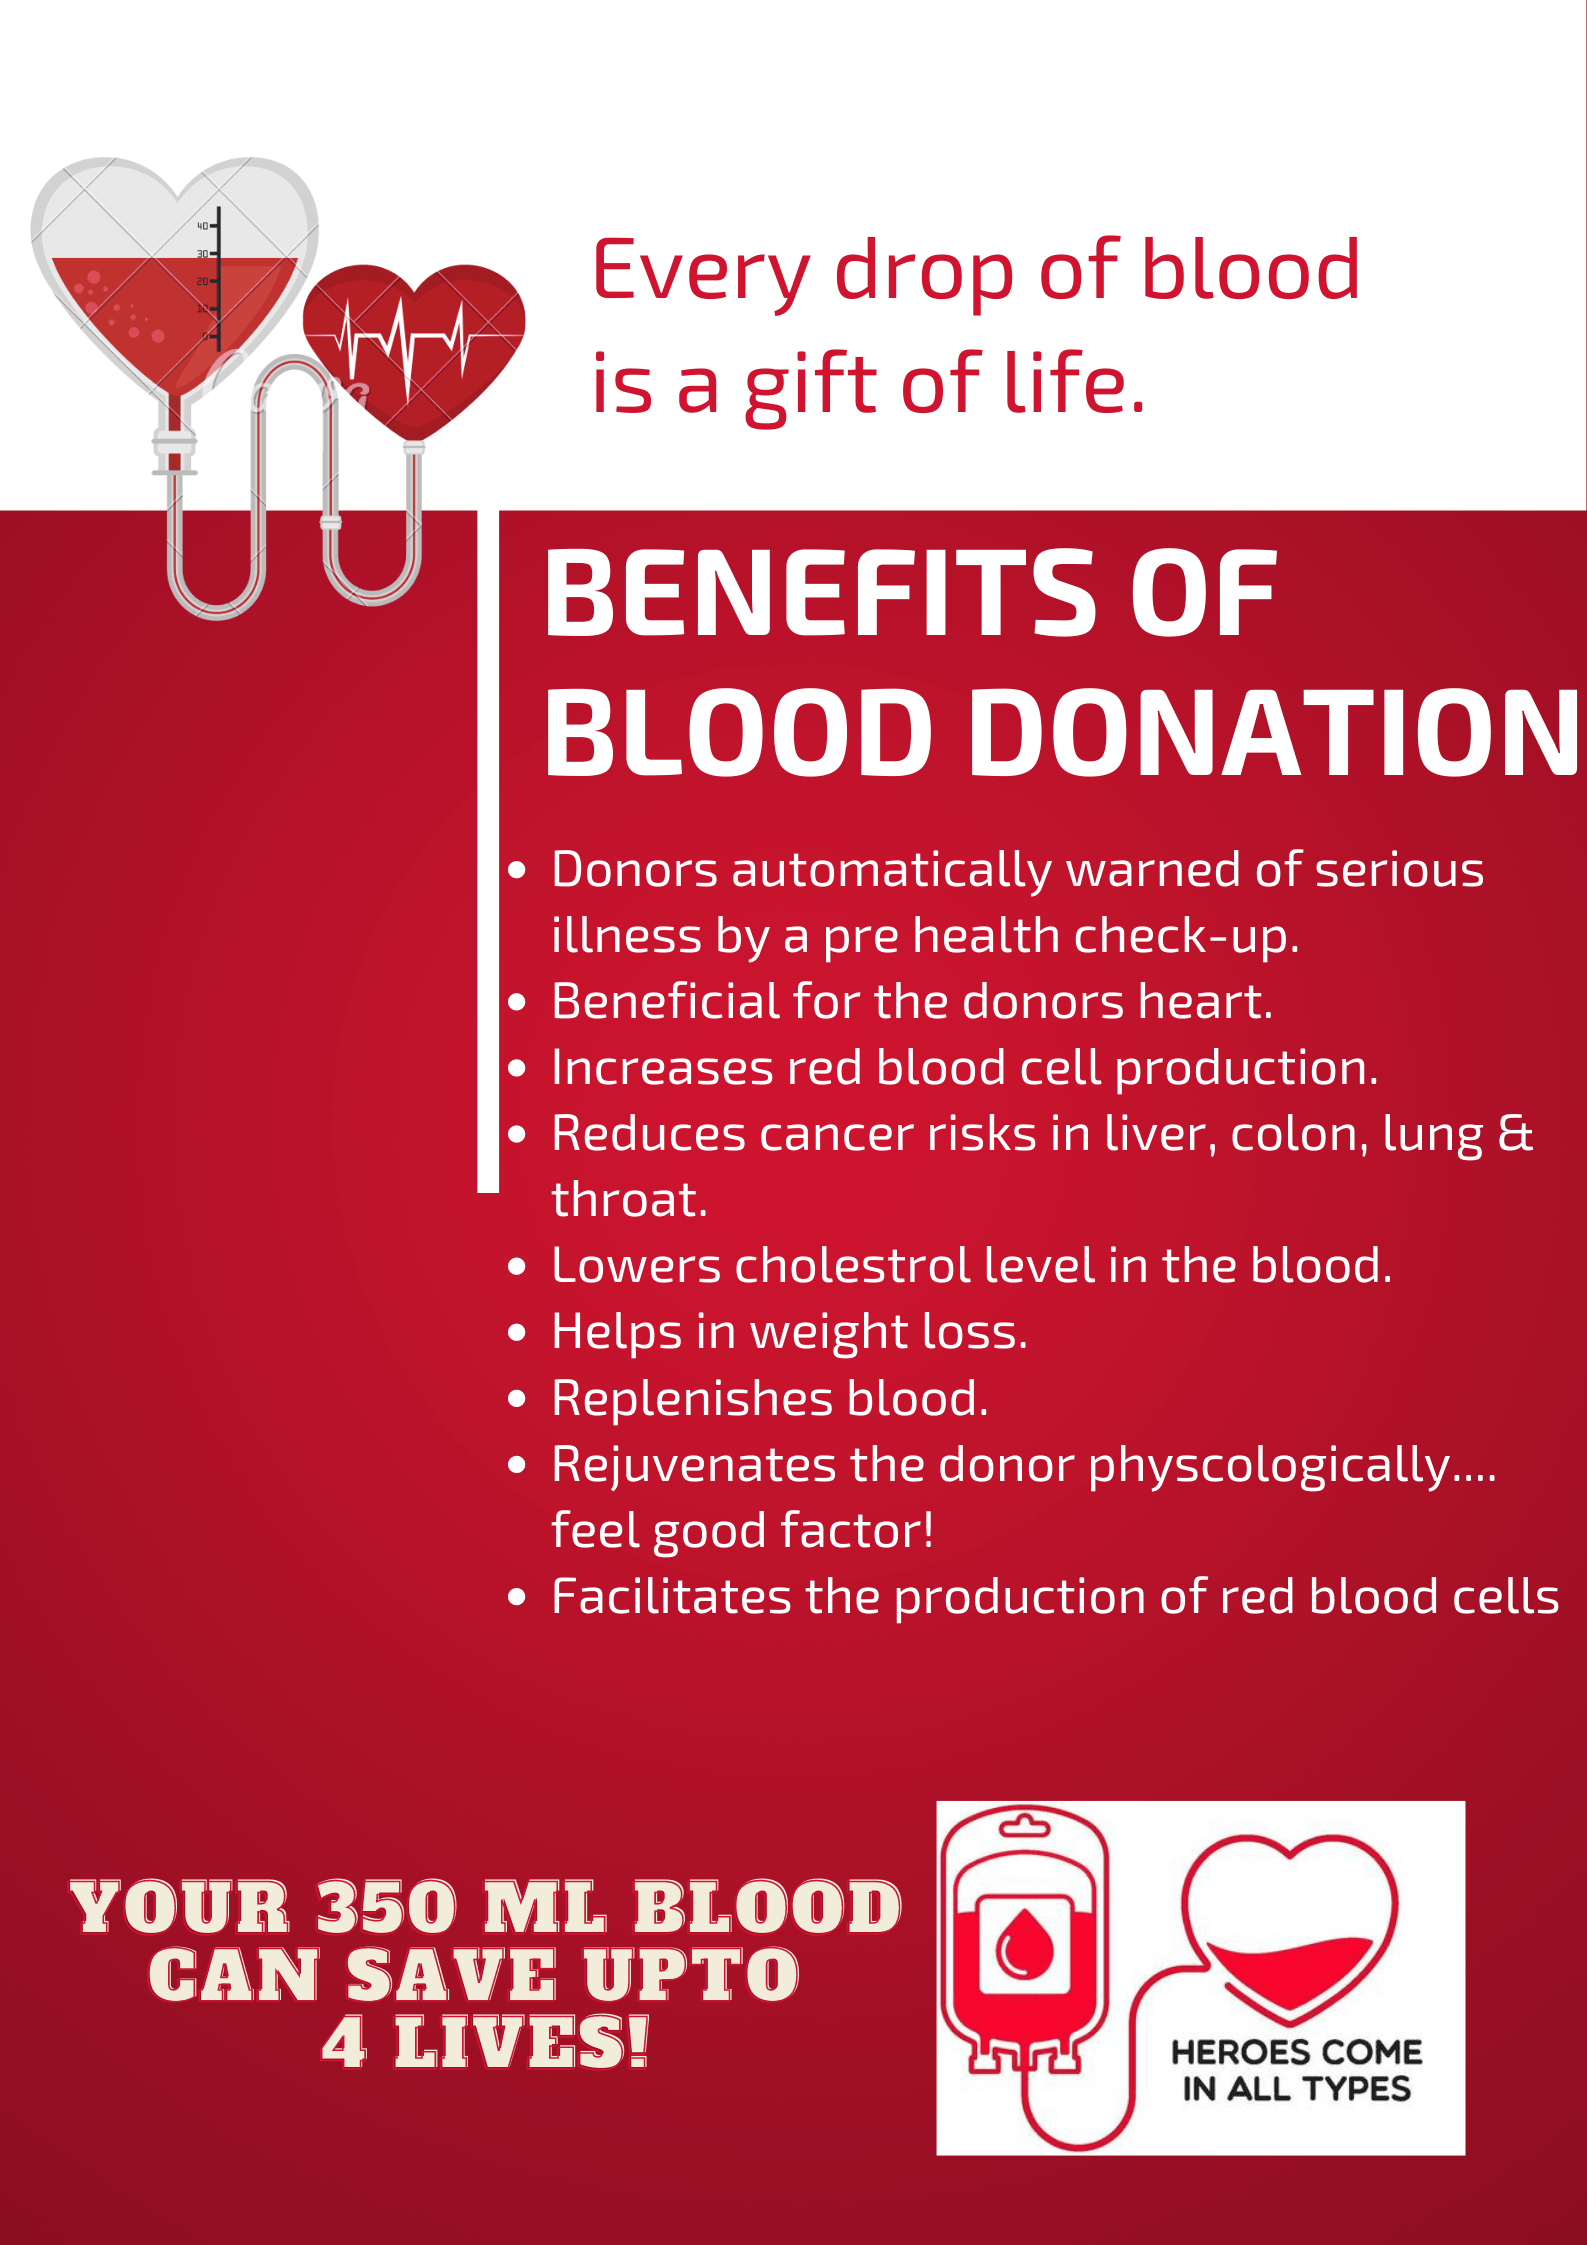 40
30
20
10
0
Every drop of blood
is a gift of life.
BENEFITS OF
BLOOD DONATION
• Donors automatically warned of serious
illness by a pre health check-up.
• Beneficial for the donors heart.
• Increases red blood cell production.
• Reduces cancer risks in liver, colon, lung &
throat.
• Lowers cholestrol level in the blood.
• Helps in weight loss.
• Replenishes blood.
• Rejuvenates the donor physcologically....
feel good factor!
• Facilitates the production of red blood cells
YOUR 350 ML BLOOD
CAN SAVE UPTO
4 LIVES!
HEROES COME
IN ALL TYPES